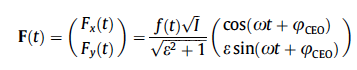 F(t) = ( F_x(t) F_y(t) ) = f(t)√I / √(ε² + 1) ( cos(ωt + φ_CEO) ε sin(ωt + φ_CEO) )